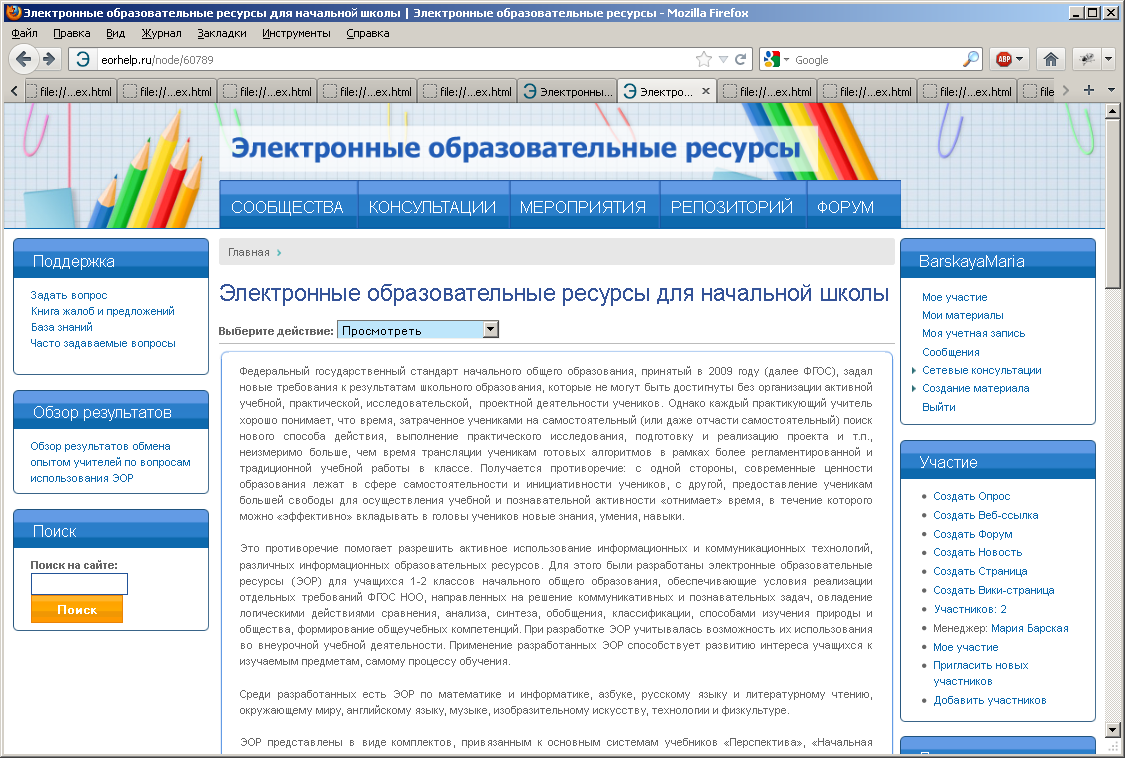 Электронные образовательные ресурсы для начальной школы | Электронные образовательные ресурсы - Mozilla Firefox
Файл Правка Вид Журнал Закладки Инструменты Справка
eorhelp.ru/node/60789
Google
ABP
file://...ex.html
file://...ex.html
file://...ex.html
file://...ex.html
file://...ex.html
Электронны...
Электро...
file://...ex.html
file://...ex.html
file://...ex.html
file
Электронные образовательные ресурсы
СООБЩЕСТВА КОНСУЛЬТАЦИИ МЕРОПРИЯТИЯ РЕПОЗИТОРИЙ ФОРУМ
Поддержка
Задать вопрос
Книга жалоб и предложений
База знаний
Часто задаваемые вопросы
Обзор результатов
Обзор результатов обмена
опытом учителей по вопросам
использования ЭОР
Поиск
Поиск на сайте:
Поиск
Главная
Электронные образовательные ресурсы для начальной школы
Выберите действие: Просмотреть
Федеральный государственный стандарт начального общего образования, принятый в 2009 году (далее ФГОС), задал
новые требования к результатам школьного образования, которые не могут быть достигнуты без организации активной
учебной, практической, исследовательской, проектной деятельности учеников. Однако каждый практикующий учитель
хорошо понимает, что время, затраченное учениками на самостоятельный (или даже отчасти самостоятельный) поиск
нового способа действия, выполнение практического исследования, подготовку и реализацию проекта и т.п.,
неизмеримо больше, чем время трансляции ученикам готовых алгоритмов в рамках более регламентированной и
традиционной учебной работы в классе. Получается противоречие: с одной стороны, современные ценности
образования лежат в сфере самостоятельности и инициативности учеников, с другой, предоставление ученикам
большей свободы для осуществления учебной и познавательной активности «отнимает» время, в течение которого
можно «эффективно» вкладывать в головы учеников новые знания, умения, навыки.
Это противоречие помогает разрешить активное использование информационных и коммуникационных технологий,
различных информационных образовательных ресурсов. Для этого были разработаны электронные образовательные
ресурсы (ЭОР) для учащихся 1-2 классов начального общего образования, обеспечивающие условия реализации
отдельных требований ФГОС НОО, направленных на решение коммуникативных и познавательных задач, овладение
логическими действиями сравнения, анализа, синтеза, обобщения, классификации, способами изучения природы и
общества, формирование общеучебных компетенций. При разработке ЭОР учитывалась возможность их использования
во внеурочной учебной деятельности. Применение разработанных ЭОР способствует развитию интереса учащихся к
изучаемым предметам, самому процессу обучения.
Среди разработанных есть ЭОР по математике и информатике, азбуке, русскому языку и литературному чтению,
окружающему миру, английскому языку, музыке, изобразительному искусству, технологии и физкультуре.
ЭОР представлены в виде комплектов, привязанным к основным системам учебников «Перспектива», «Начальная
BarskayaMaria
Мое участие
Мои материалы
Моя учетная запись
Сообщения
Сетевые консультации
Создание материала
Выйти
Участие
Создать Опрос
Создать Веб-ссылка
Создать Форум
Создать Новость
Создать Страница
Создать Вики-страница
Участников: 2
Менеджер: Мария Барская
Мое участие
Пригласить новых
участников
Добавить участников